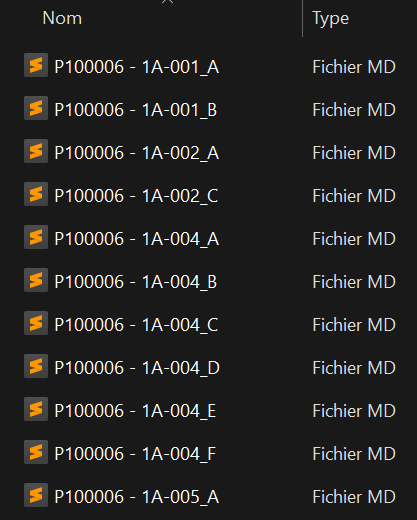 Nom Type
P100006 - 1A-001_A Fichier MD
P100006 - 1A-001_B Fichier MD
P100006 - 1A-002_A Fichier MD
P100006 - 1A-002_C Fichier MD
P100006 - 1A-004_A Fichier MD
P100006 - 1A-004_B Fichier MD
P100006 - 1A-004_C Fichier MD
P100006 - 1A-004_D Fichier MD
P100006 - 1A-004_E Fichier MD
P100006 - 1A-004_F Fichier MD
P100006 - 1A-005_A Fichier MD